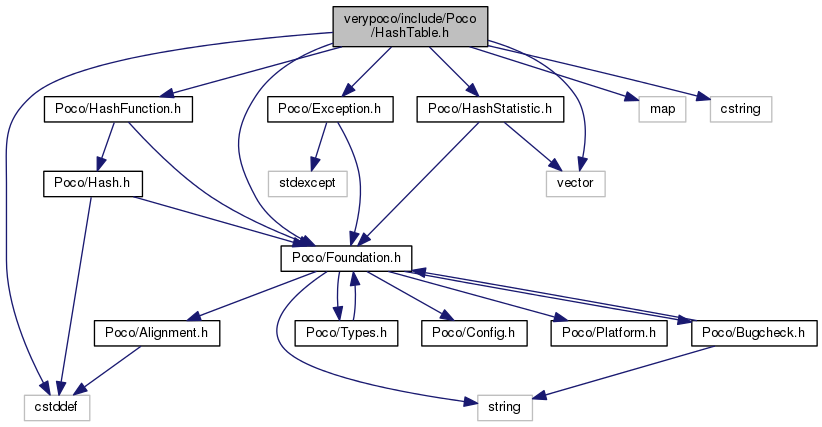 verypoco/include/Poco
/HashTable.h
Poco/HashFunction.h
Poco/Exception.h
Poco/HashStatistic.h
map
cstring
Poco/Hash.h
stdexcept
vector
Poco/Foundation.h
Poco/Alignment.h
Poco/Types.h
Poco/Config.h
Poco/Platform.h
Poco/Bugcheck.h
cstddef
string